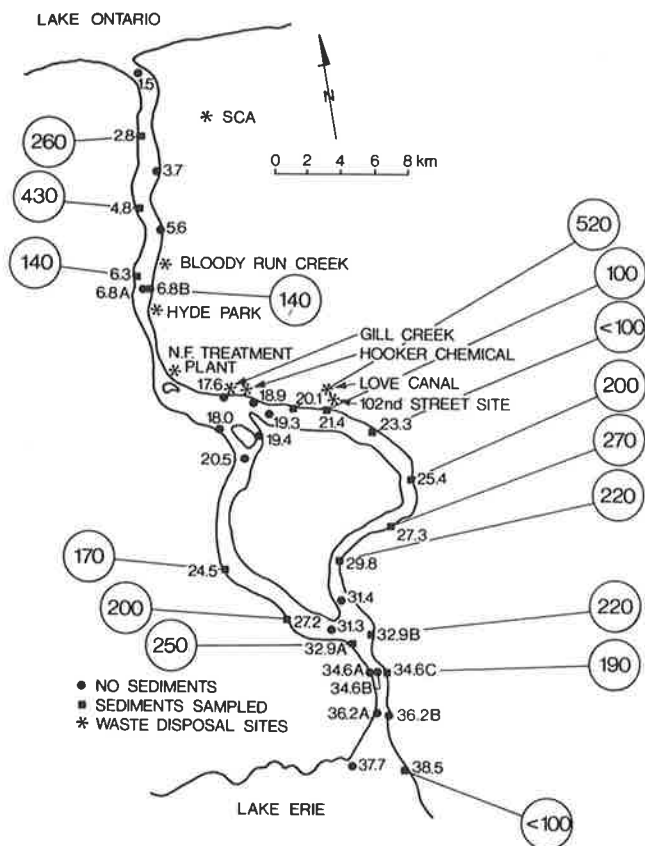 LAKE ONTARIO
1.5
* SCA
N
260
2.8
0 2 4 6 8 km
3.7
430
4.8
520
5.6
140
6.3
* BLOODY RUN CREEK
100
6.8A
6.8B
140
* HYDE PARK
<100
GILL CREEK
N.F. TREATMENT
HOOKER CHEMICAL
* PLANT
LOVE CANAL
200
17.6
18.9
20.1
102nd STREET SITE
18.0
19.3
21.4
23.3
270
19.4
20.5
25.4
220
27.3
170
24.5
29.8
200
27.2
31.4
220
31.3
32.9B
250
32.9A
190
34.6A
34.6C
34.6B
● NO SEDIMENTS
■ SEDIMENTS SAMPLED
* WASTE DISPOSAL SITES
36.2A
36.2B
37.7
38.5
LAKE ERIE
<100